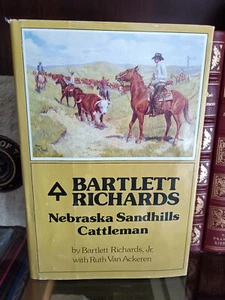 BARTLETT
RICHARDS
Nebraska Sandhills
Cattleman
by Bartlett Richards, Jr.
with Ruth Van Ackeren